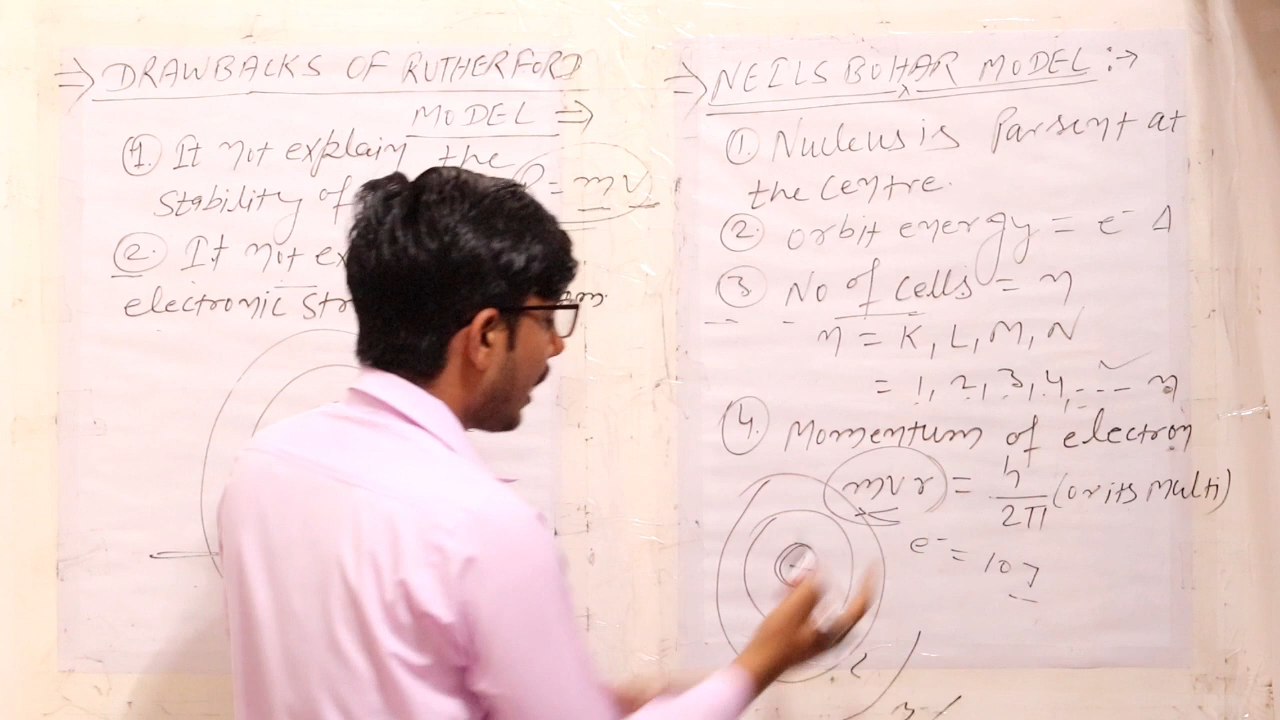 ⇒ DRAWBACKS OF RUTHERFORD
MODEL ⇒
1. It not explain the
stability of
P = mv
2. It not ex
electronic str
⇒ NEILS BOHAR MODEL :→
1 Nucleus is Parsent at
the centre.
2. orbit energy = e⁻ Δ
3 No of cells = n
n = K, L, M, N
= 1, 2, 3, 4, --- n
4. Momentum of electron
mvr = h/2π (or its multi)
e⁻ = 10 J